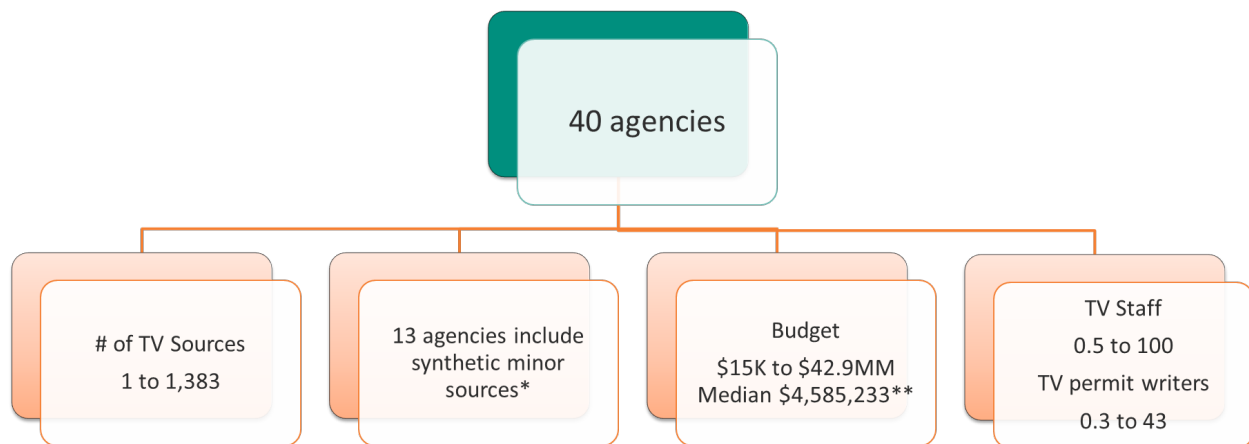 40 agencies
# of TV Sources
1 to 1,383
13 agencies include
synthetic minor
sources*
Budget
$15K to $42.9MM
Median $4,585,233**
TV Staff
0.5 to 100
TV permit writers
0.3 to 43